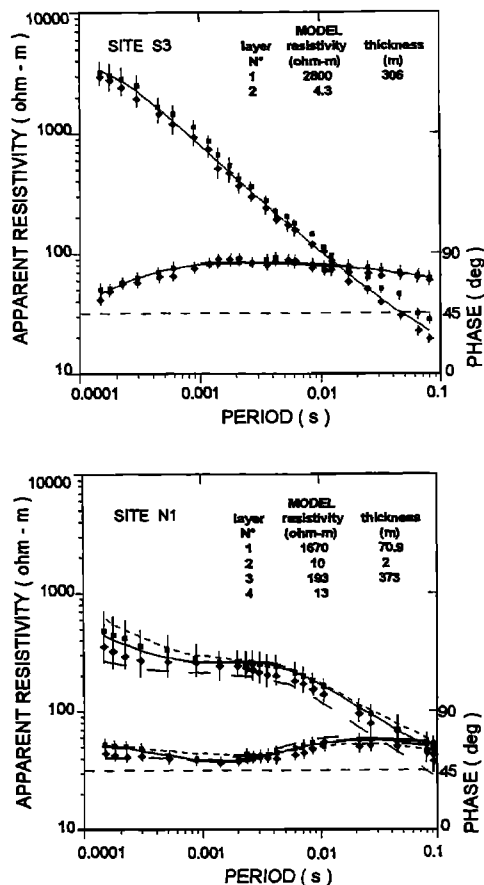 SITE S3
MODEL
layer resistivity thickness
N° (ohm-m) (m)
1 2800 306
2 4.3
10000
1000
100
10
APPARENT RESISTIVITY ( ohm - m )
90
45
0
PHASE ( deg )
0.0001 0.001 0.01 0.1
PERIOD ( s )
SITE N1
MODEL
layer resistivity thickness
N° (ohm-m) (m)
1 1670 70.9
2 10 2
3 193 373
4 13
10000
1000
100
10
APPARENT RESISTIVITY ( ohm - m )
90
45
0
PHASE ( deg )
0.0001 0.001 0.01 0.1
PERIOD ( s )